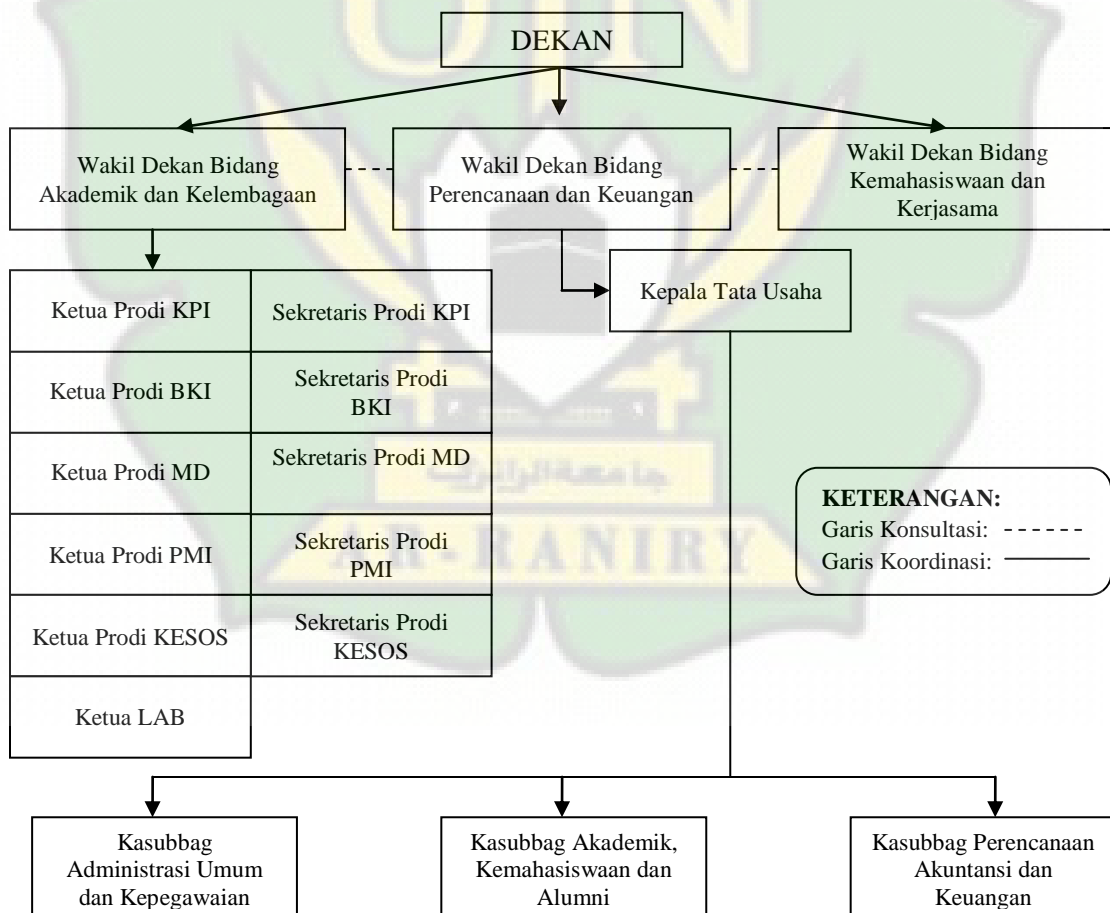 UIN
DEKAN
Wakil Dekan Bidang
Akademik dan Kelembagaan
Wakil Dekan Bidang
Perencanaan dan Keuangan
Wakil Dekan Bidang
Kemahasiswaan dan
Kerjasama
Kepala Tata Usaha
Ketua Prodi KPI
Sekretaris Prodi KPI
Ketua Prodi BKI
Sekretaris Prodi
BKI
Ketua Prodi MD
Sekretaris Prodi MD
Ketua Prodi PMI
Sekretaris Prodi
PMI
Ketua Prodi KESOS
Sekretaris Prodi
KESOS
Ketua LAB
جامعة الرانيري
AR-RANIRY
KETERANGAN:
Garis Konsultasi:
Garis Koordinasi:
Kasubbag
Administrasi Umum
dan Kepegawaian
Kasubbag Akademik,
Kemahasiswaan dan
Alumni
Kasubbag Perencanaan
Akuntansi dan
Keuangan